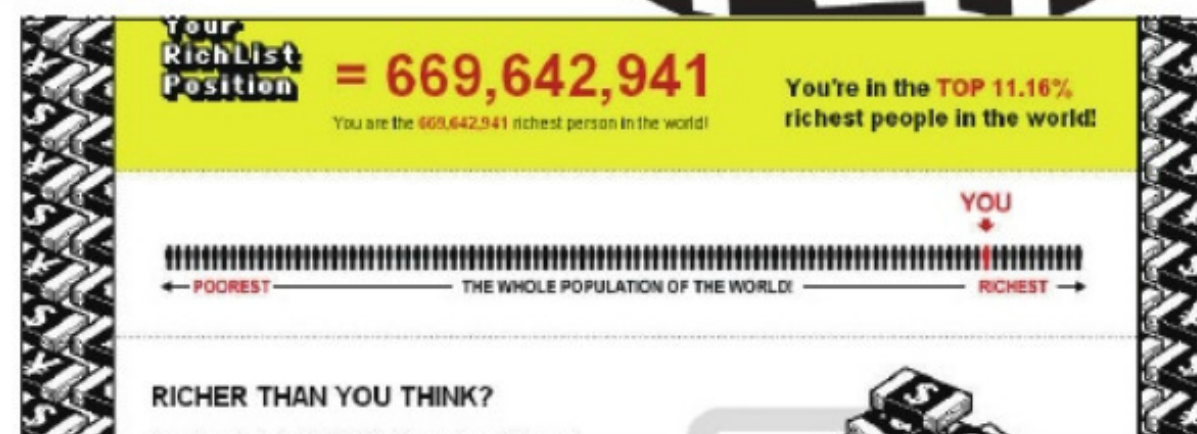 Your
RichList
Position
= 669,642,941
You are the 669,642,941 richest person in the world!
You're in the TOP 11.16%
richest people in the world!
YOU
POOREST
THE WHOLE POPULATION OF THE WORLD!
RICHEST
RICHER THAN YOU THINK?